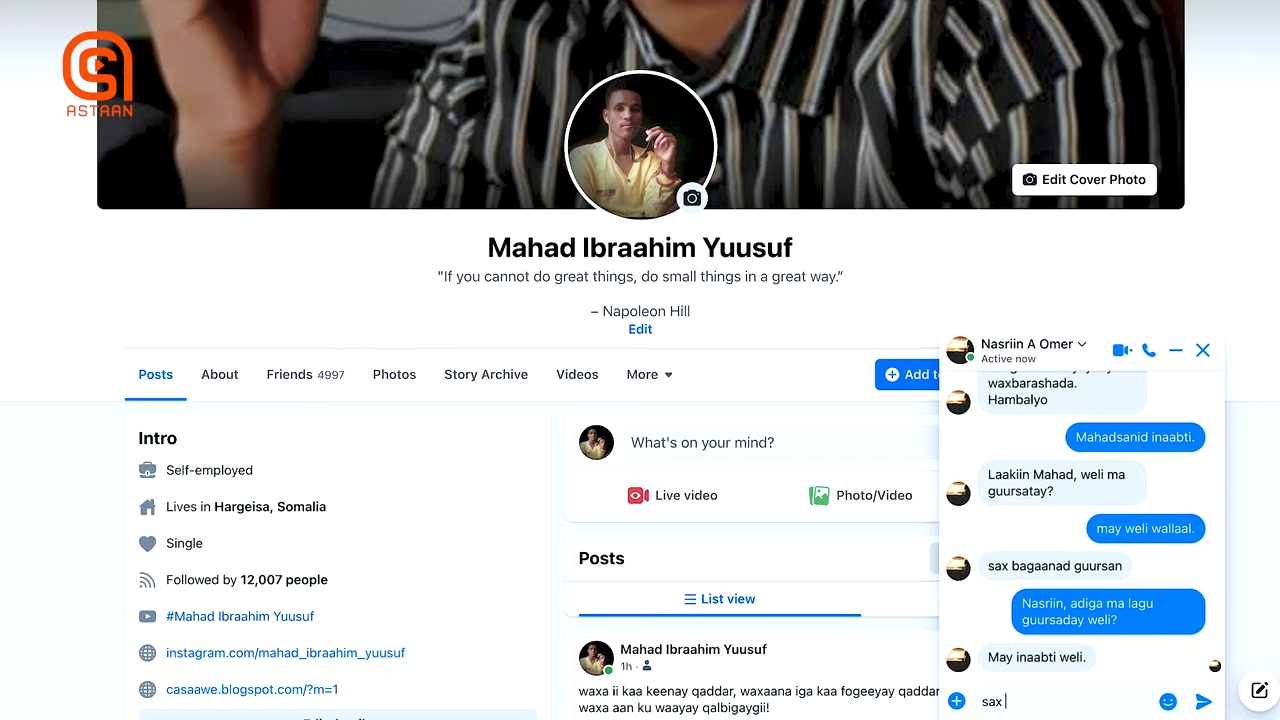 ASTAAN
Edit Cover Photo
Mahad Ibraahim Yuusuf
"If you cannot do great things, do small things in a great way.”
– Napoleon Hill
Edit
Posts
About
Friends 4997
Photos
Story Archive
Videos
More
Add to
Intro
Self-employed
Lives in Hargeisa, Somalia
Single
Followed by 12,007 people
#Mahad Ibraahim Yuusuf
instagram.com/mahad_ibraahim_yuusuf
casaawe.blogspot.com/?m=1
What's on your mind?
Live video
Photo/Video
Posts
List view
Mahad Ibraahim Yuusuf
1h ·
waxa ii kaa keenay qaddar, waxaana iga kaa fogeeyay qaddar
waxa aan ku waayay qalbigaygii!
Nasriin A Omer
Active now
waxbarashada.
Hambalyo
Mahadsanid inaabti.
Laakiin Mahad, weli ma
guursatay?
may weli wallaal.
sax bagaanad guursan
Nasriin, adiga ma lagu
guursaday weli?
May inaabti weli.
sax